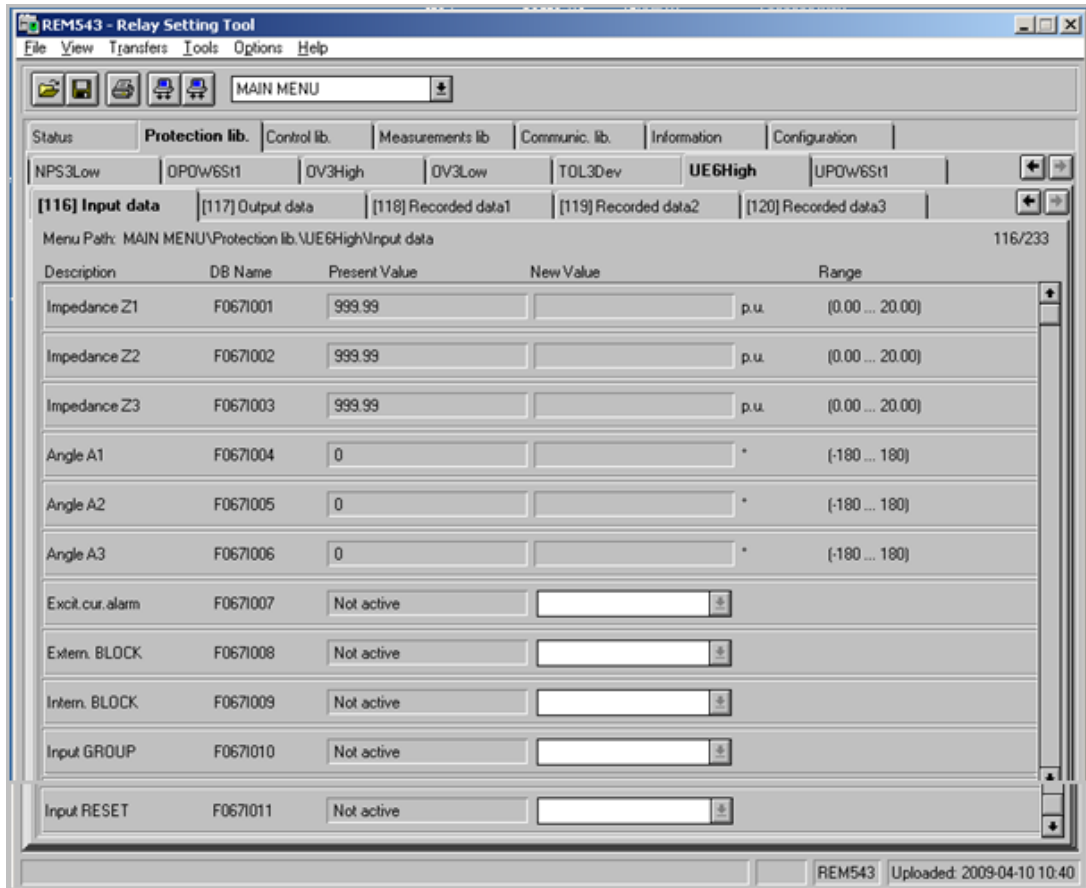 REM543 - Relay Setting Tool
File View Transfers Tools Options Help
MAIN MENU
Status Protection lib. Control lib. Measurements lib Communic. lib. Information Configuration
NPS3Low OPOW6St1 OV3High OV3Low TOL3Dev UE6High UPOW6St1
[116] Input data [117] Output data [118] Recorded data1 [119] Recorded data2 [120] Recorded data3
Menu Path: MAIN MENU\Protection lib.\UE6High\Input data 116/233
Description DB Name Present Value New Value Range
Impedance Z1 F067I001 999.99 p.u. (0.00 ... 20.00)
Impedance Z2 F067I002 999.99 p.u. (0.00 ... 20.00)
Impedance Z3 F067I003 999.99 p.u. (0.00 ... 20.00)
Angle A1 F067I004 0 ° (-180 ... 180)
Angle A2 F067I005 0 ° (-180 ... 180)
Angle A3 F067I006 0 ° (-180 ... 180)
Excit.cur.alarm F067I007 Not active
Extern. BLOCK F067I008 Not active
Intern. BLOCK F067I009 Not active
Input GROUP F067I010 Not active
Input RESET F067I011 Not active
REM543 Uploaded: 2009-04-10 10:40